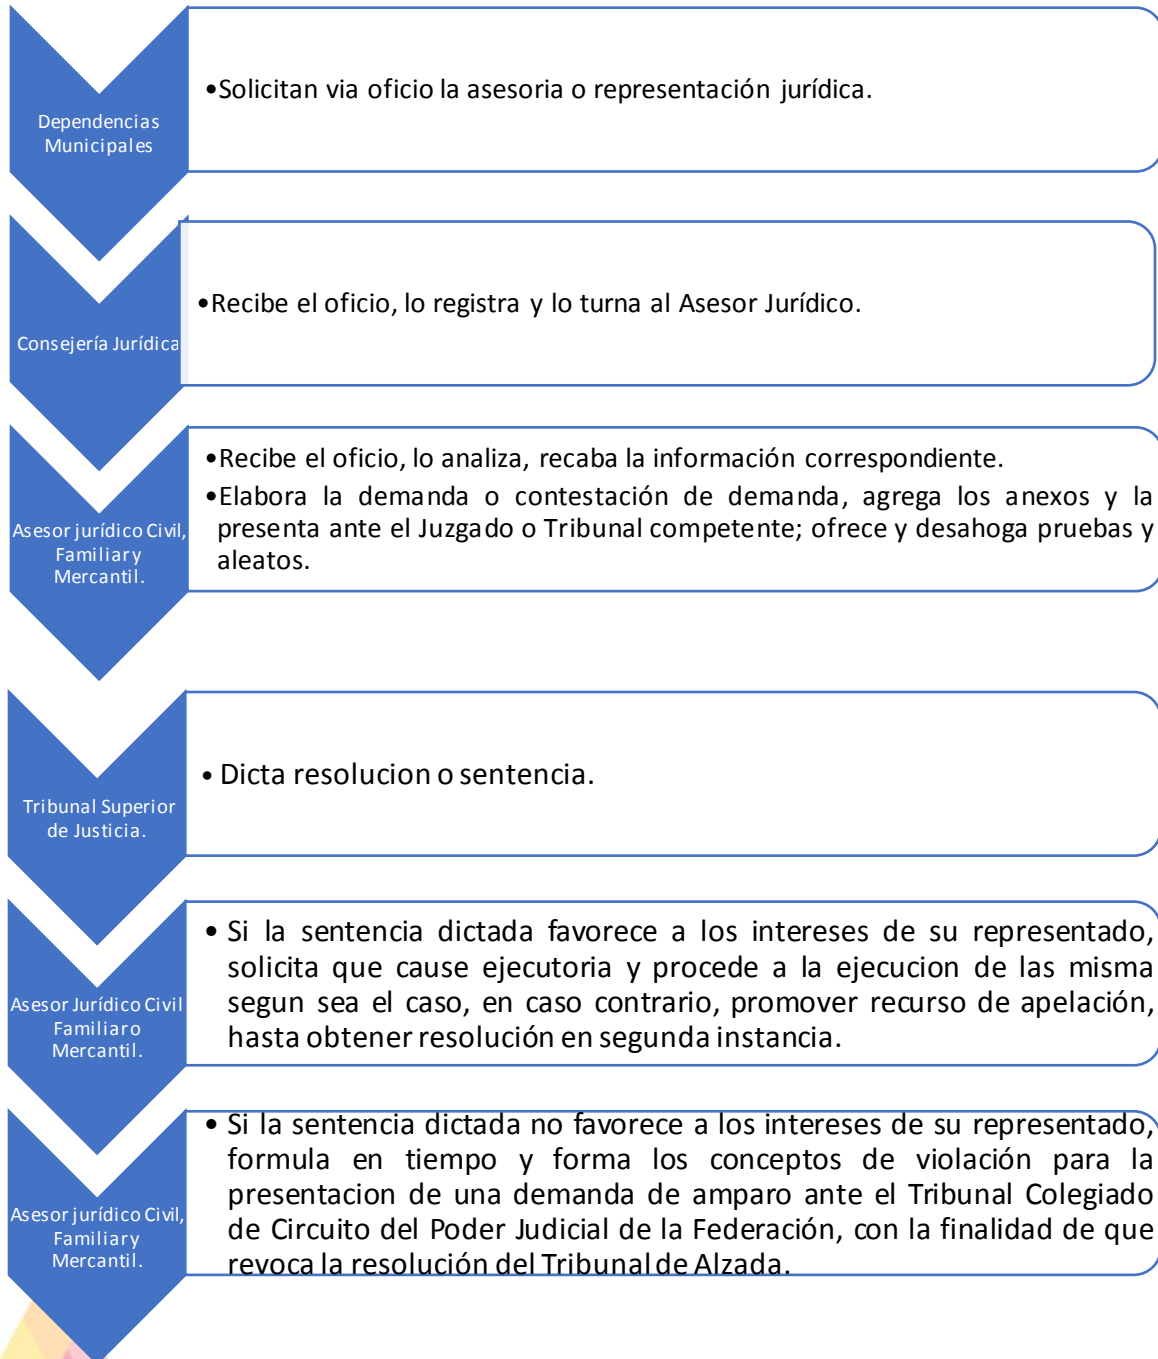 Dependencias
Municipales
•Solicitan via oficio la asesoria o representación jurídica.
Consejería Jurídica
•Recibe el oficio, lo registra y lo turna al Asesor Jurídico.
Asesor jurídico Civil,
Familiar y
Mercantil.
•Recibe el oficio, lo analiza, recaba la información correspondiente.
•Elabora la demanda o contestación de demanda, agrega los anexos y la
presenta ante el Juzgado o Tribunal competente; ofrece y desahoga pruebas y
aleatos.
Tribunal Superior
de Justicia.
• Dicta resolucion o sentencia.
Asesor Jurídico Civil
Familiar o
Mercantil.
• Si la sentencia dictada favorece a los intereses de su representado,
solicita que cause ejecutoria y procede a la ejecucion de las misma
segun sea el caso, en caso contrario, promover recurso de apelación,
hasta obtener resolución en segunda instancia.
Asesor jurídico Civil,
Familiar y
Mercantil.
• Si la sentencia dictada no favorece a los intereses de su representado,
formula en tiempo y forma los conceptos de violación para la
presentacion de una demanda de amparo ante el Tribunal Colegiado
de Circuito del Poder Judicial de la Federación, con la finalidad de que
revoca la resolución del Tribunal de Alzada.